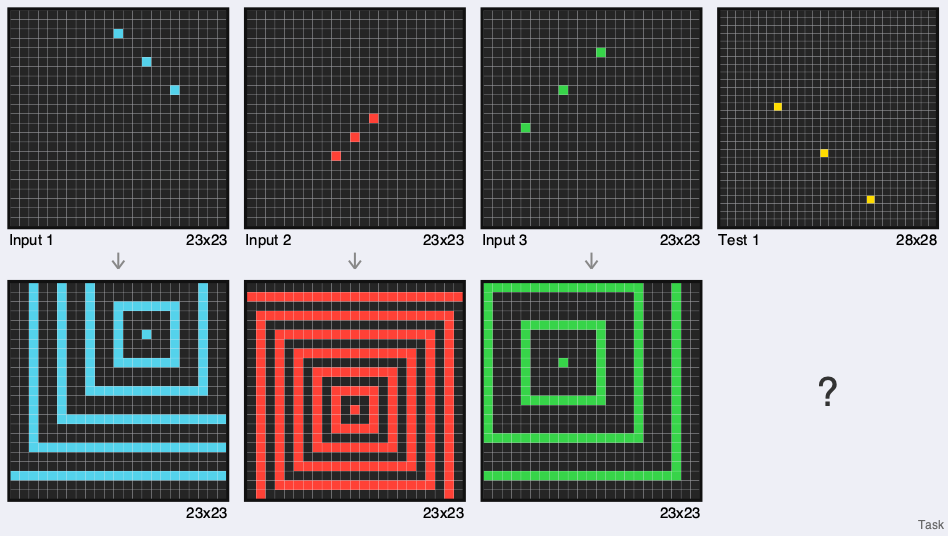 Input 1 23x23
Input 2 23x23
Input 3 23x23
Test 1 28x28
?
23x23
23x23
23x23
Task